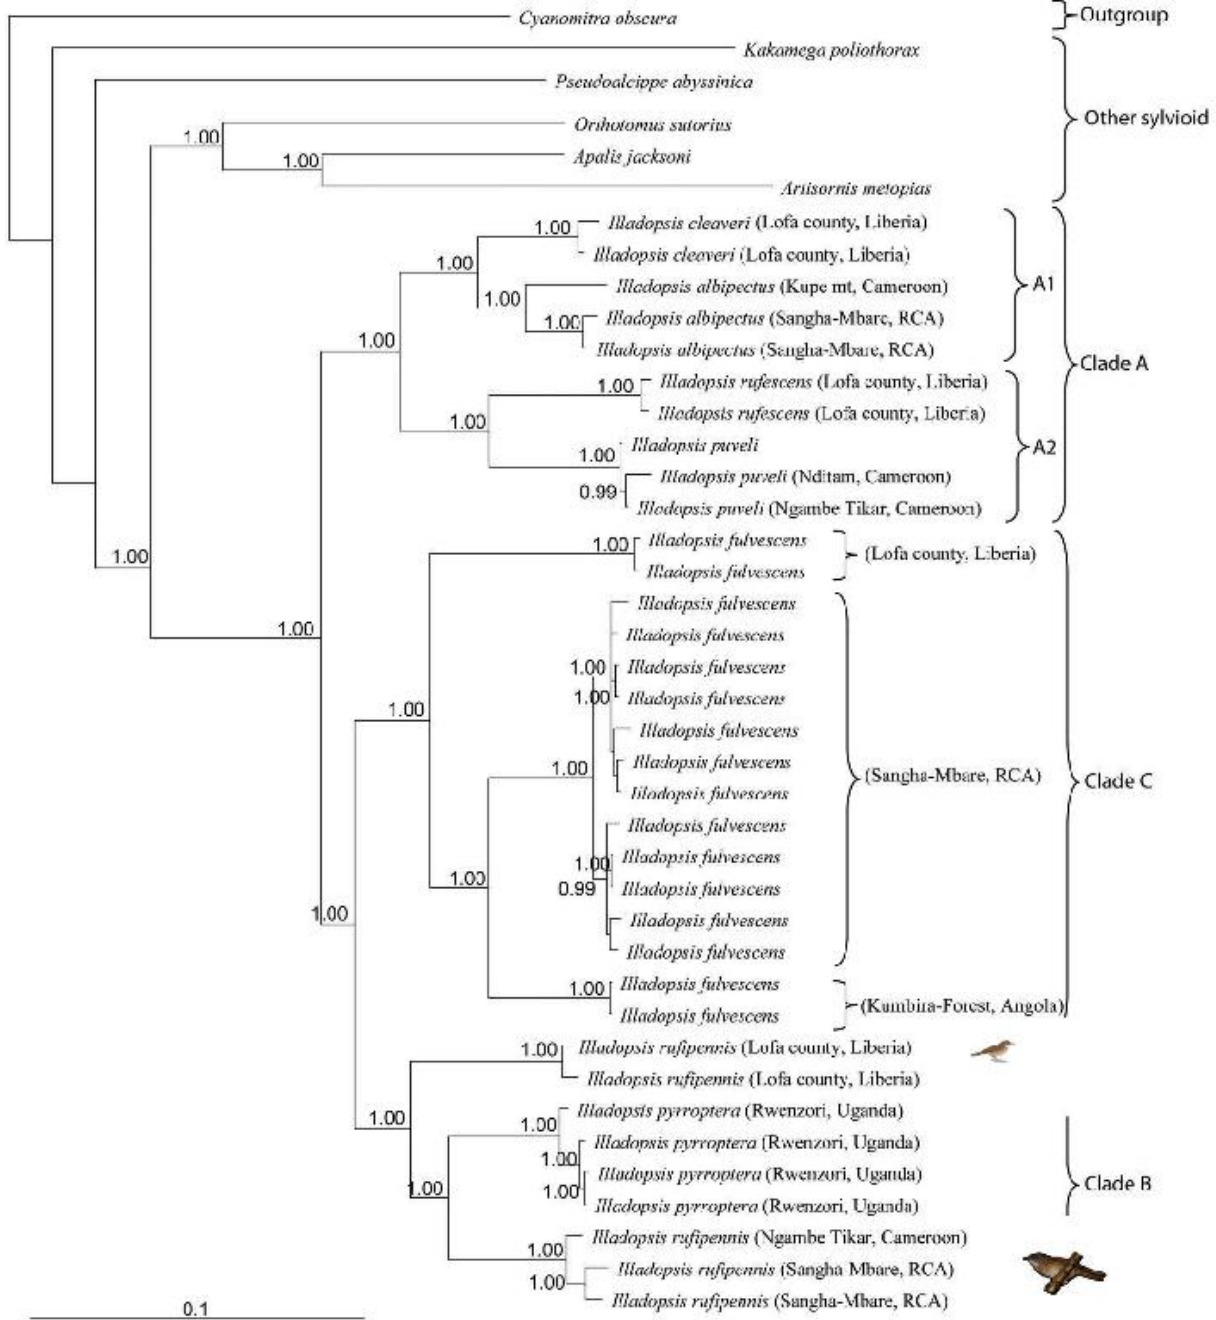 Cyanomitra obscura
Outgroup
Kakamega poliothorax
Pseudoalcippe abyssinica
Other sylvioid
Orthotomus sutorius
1.00
Apalis jacksoni
1.00
Artisornis metopias
Illadopsis cleaveri (Lofa county, Liberia)
1.00
Illadopsis cleaveri (Lofa county, Liberia)
1.00
Illadopsis albipectus (Kupe mt, Cameroon)
A1
1.00
Illadopsis albipectus (Sangha-Mbare, RCA)
1.00
Illadopsis albipectus (Sangha-Mbare, RCA)
1.00
Clade A
Illadopsis rufescens (Lofa county, Liberia)
1.00
Illadopsis rufescens (Lofa county, Liberia)
1.00
Illadopsis puveli
A2
1.00
Illadopsis puveli (Nditam, Cameroon)
0.99
Illadopsis puveli (Ngambe Tikar, Cameroon)
Illadopsis fulvescens
1.00
(Lofa county, Liberia)
1.00
Illadopsis fulvescens
Illadopsis fulvescens
1.00
Illadopsis fulvescens
Illadopsis fulvescens
1.00
Illadopsis fulvescens
1.00
1.00
Illadopsis fulvescens
Illadopsis fulvescens
1.00
(Sangha-Mbare, RCA)
Clade C
Illadopsis fulvescens
Illadopsis fulvescens
Illadopsis fulvescens
1.00
1.00
Illadopsis fulvescens
0.99
Illadopsis fulvescens
1.00
Illadopsis fulvescens
Illadopsis fulvescens
1.00
(Kumbira-Forest, Angola)
Illadopsis fulvescens
Illadopsis rufipennis (Lofa county, Liberia)
1.00
Illadopsis rufipennis (Lofa county, Liberia)
Illadopsis pyrroptera (Rwenzori, Uganda)
1.00
1.00
Illadopsis pyrroptera (Rwenzori, Uganda)
1.00
Illadopsis pyrroptera (Rwenzori, Uganda)
Clade B
1.00
1.00
Illadopsis pyrroptera (Rwenzori, Uganda)
Illadopsis rufipennis (Ngambe Tikar, Cameroon)
1.00
Illadopsis rufipennis (Sangha Mbare, RCA)
1.00
Illadopsis rufipennis (Sangha-Mbare, RCA)
0.1